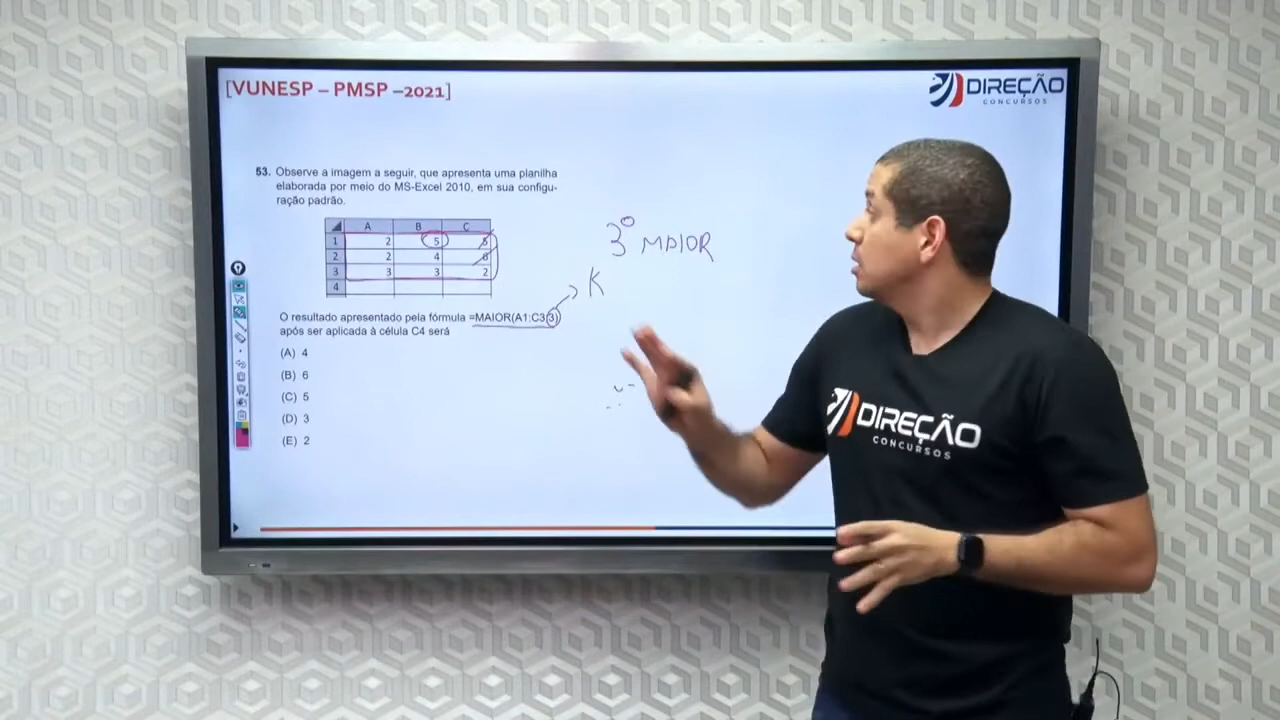 [VUNESP – PMSP –2021]
DIREÇÃO
CONCURSOS
53. Observe a imagem a seguir, que apresenta uma planilha
elaborada por meio do MS-Excel 2010, em sua configu-
ração padrão.
A B C
1 2 5 5
2 2 4 6
3 3 3 2
4
3º MAIOR
K
O resultado apresentado pela fórmula =MAIOR(A1:C3;3)
após ser aplicada à célula C4 será
(A) 4
(B) 6
(C) 5
(D) 3
(E) 2
DIREÇÃO
CONCURSOS